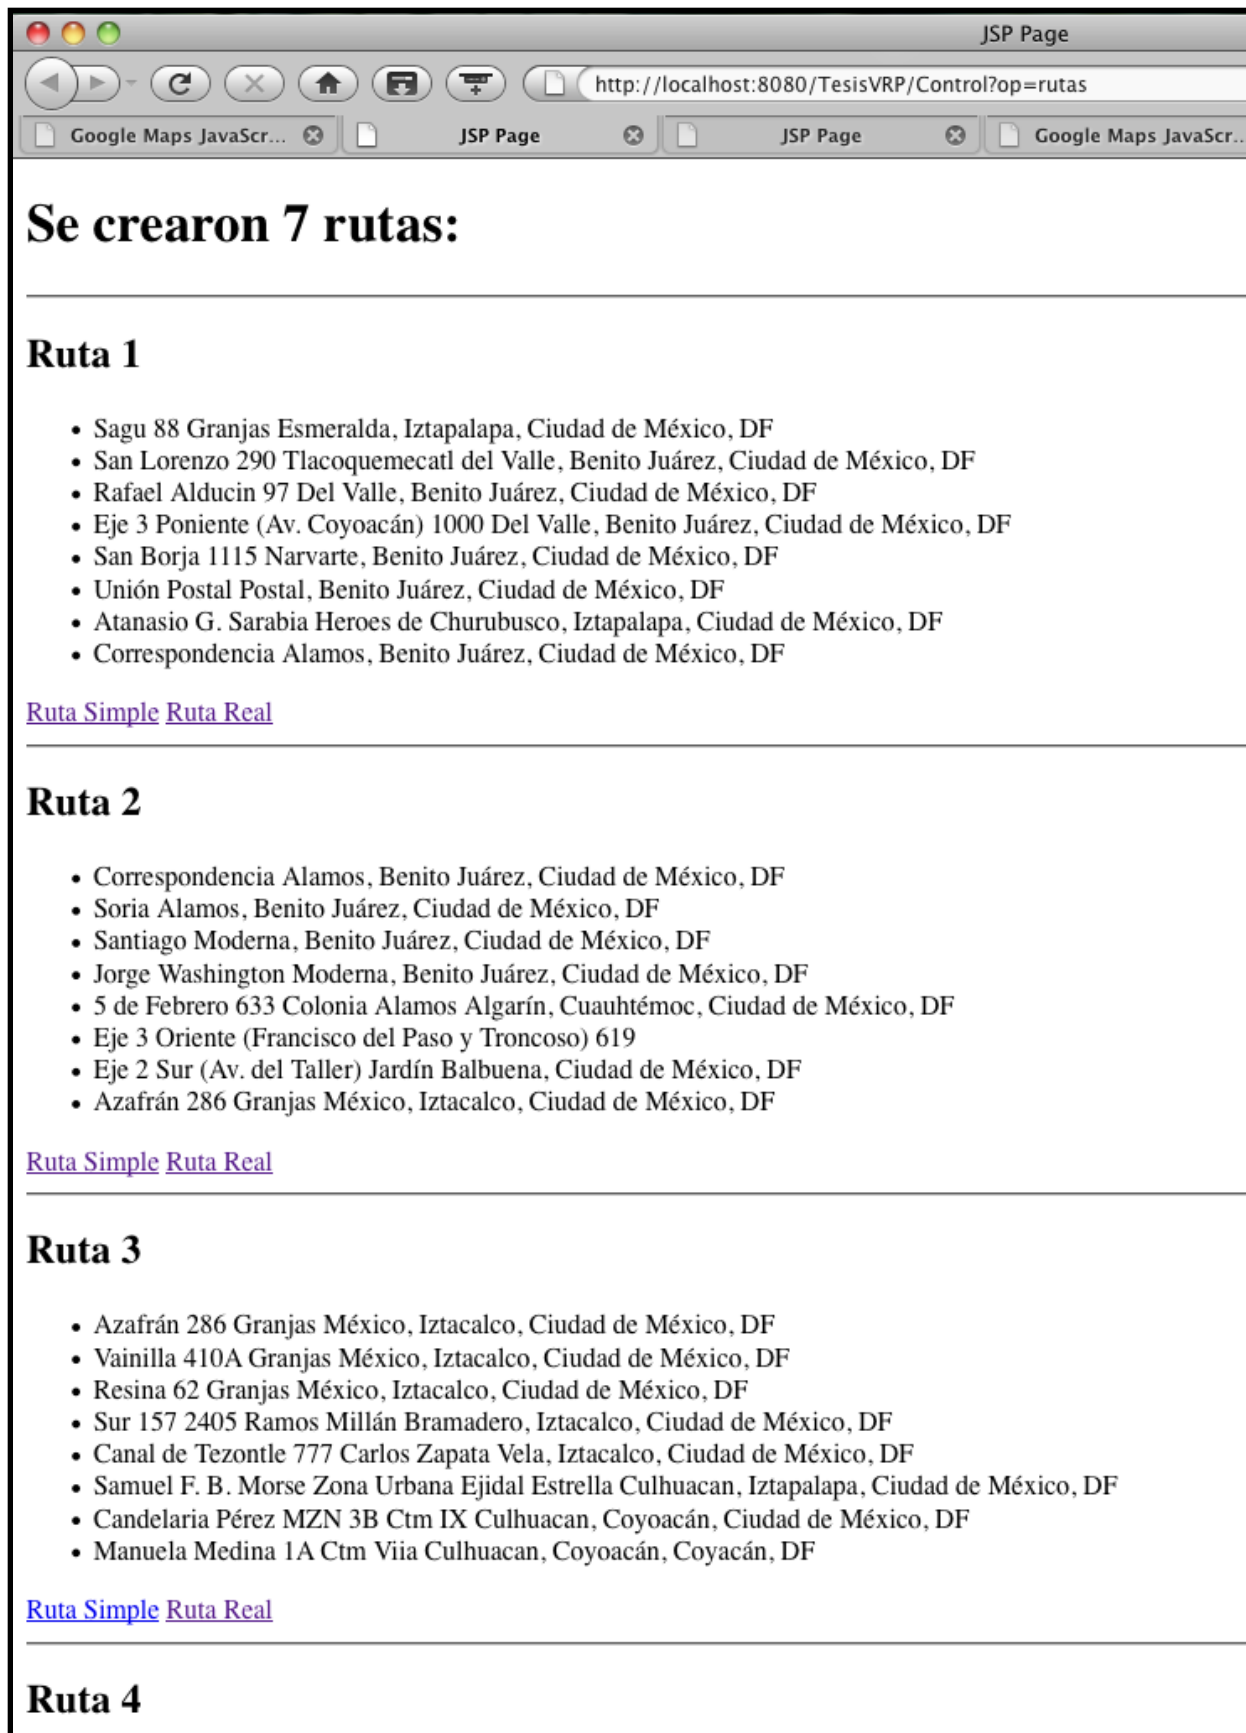 JSP Page
http://localhost:8080/TesisVRP/Control?op=rutas
Google Maps JavaScr...
JSP Page
JSP Page
Google Maps JavaScr...
Se crearon 7 rutas:
Ruta 1
• Sagu 88 Granjas Esmeralda, Iztapalapa, Ciudad de México, DF
• San Lorenzo 290 Tlacoquemecatl del Valle, Benito Juárez, Ciudad de México, DF
• Rafael Alducin 97 Del Valle, Benito Juárez, Ciudad de México, DF
• Eje 3 Poniente (Av. Coyoacán) 1000 Del Valle, Benito Juárez, Ciudad de México, DF
• San Borja 1115 Narvarte, Benito Juárez, Ciudad de México, DF
• Unión Postal Postal, Benito Juárez, Ciudad de México, DF
• Atanasio G. Sarabia Heroes de Churubusco, Iztapalapa, Ciudad de México, DF
• Correspondencia Alamos, Benito Juárez, Ciudad de México, DF
Ruta Simple Ruta Real
Ruta 2
• Correspondencia Alamos, Benito Juárez, Ciudad de México, DF
• Soria Alamos, Benito Juárez, Ciudad de México, DF
• Santiago Moderna, Benito Juárez, Ciudad de México, DF
• Jorge Washington Moderna, Benito Juárez, Ciudad de México, DF
• 5 de Febrero 633 Colonia Alamos Algarín, Cuauhtémoc, Ciudad de México, DF
• Eje 3 Oriente (Francisco del Paso y Troncoso) 619
• Eje 2 Sur (Av. del Taller) Jardín Balbuena, Ciudad de México, DF
• Azafrán 286 Granjas México, Iztacalco, Ciudad de México, DF
Ruta Simple Ruta Real
Ruta 3
• Azafrán 286 Granjas México, Iztacalco, Ciudad de México, DF
• Vainilla 410A Granjas México, Iztacalco, Ciudad de México, DF
• Resina 62 Granjas México, Iztacalco, Ciudad de México, DF
• Sur 157 2405 Ramos Millán Bramadero, Iztacalco, Ciudad de México, DF
• Canal de Tezontle 777 Carlos Zapata Vela, Iztacalco, Ciudad de México, DF
• Samuel F. B. Morse Zona Urbana Ejidal Estrella Culhuacan, Iztapalapa, Ciudad de México, DF
• Candelaria Pérez MZN 3B Ctm IX Culhuacan, Coyoacán, Ciudad de México, DF
• Manuela Medina 1A Ctm Viia Culhuacan, Coyoacán, Coyacán, DF
Ruta Simple Ruta Real
Ruta 4